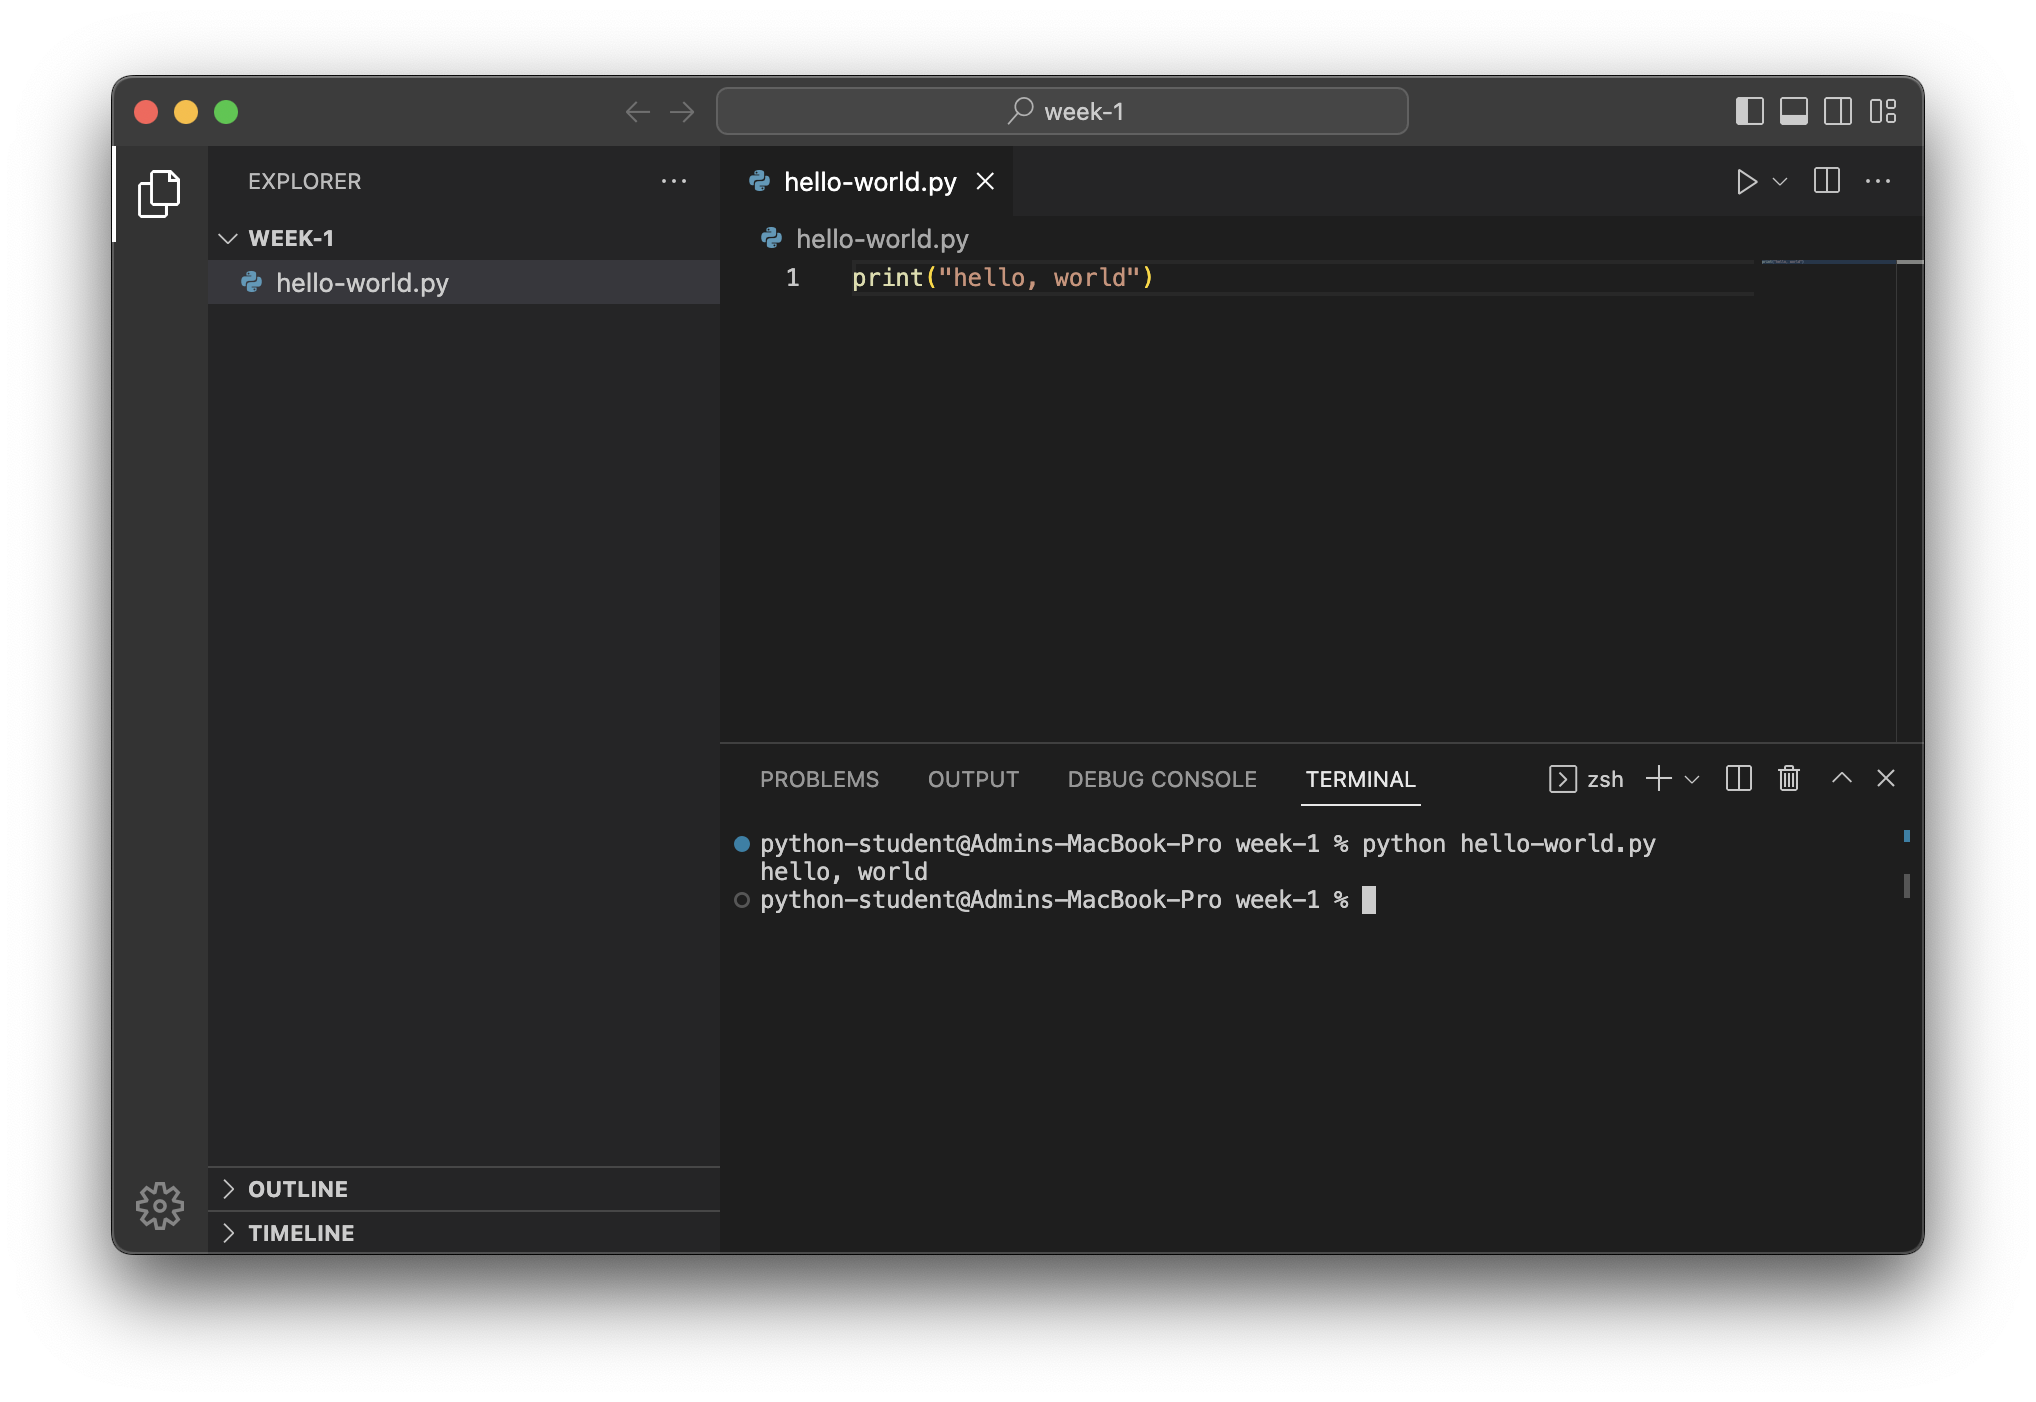 week-1
EXPLORER
WEEK-1
hello-world.py
OUTLINE
TIMELINE
hello-world.py
hello-world.py
1 print("hello, world")
PROBLEMS OUTPUT DEBUG CONSOLE TERMINAL zsh
python-student@Admins-MacBook-Pro week-1 % python hello-world.py
hello, world
python-student@Admins-MacBook-Pro week-1 %